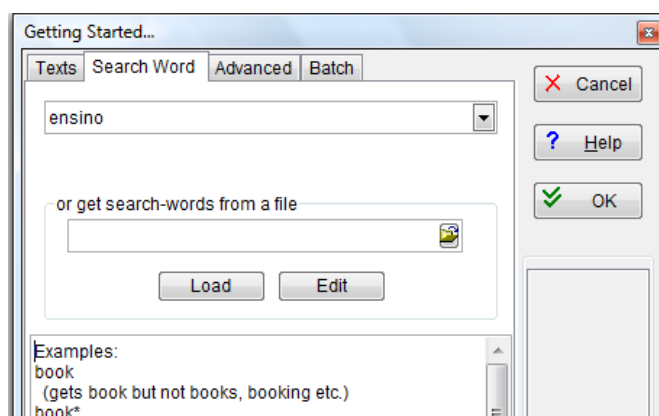 Getting Started...
Texts Search Word Advanced Batch
Cancel
ensino
? Help
or get search-words from a file
OK
Load Edit
Examples:
book
(gets book but not books, booking etc.)
book*